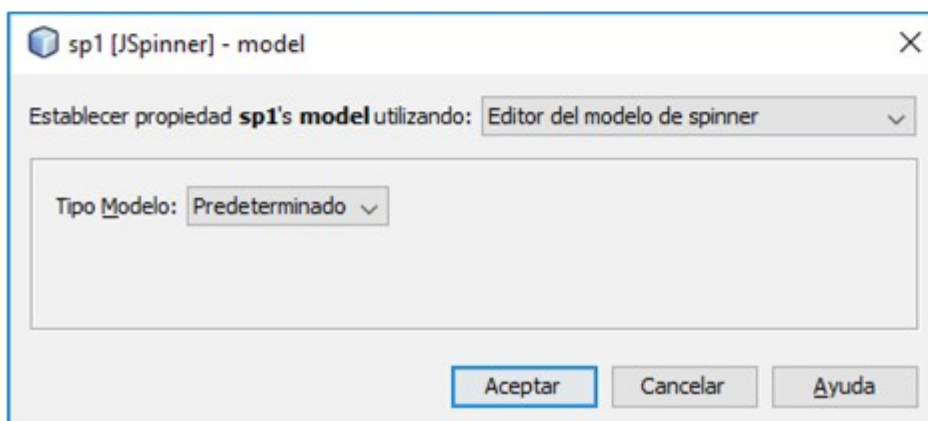 sp1 [JSpinner] - model
Establecer propiedad sp1's model utilizando: Editor del modelo de spinner
Tipo Modelo: Predeterminado
Aceptar Cancelar Ayuda